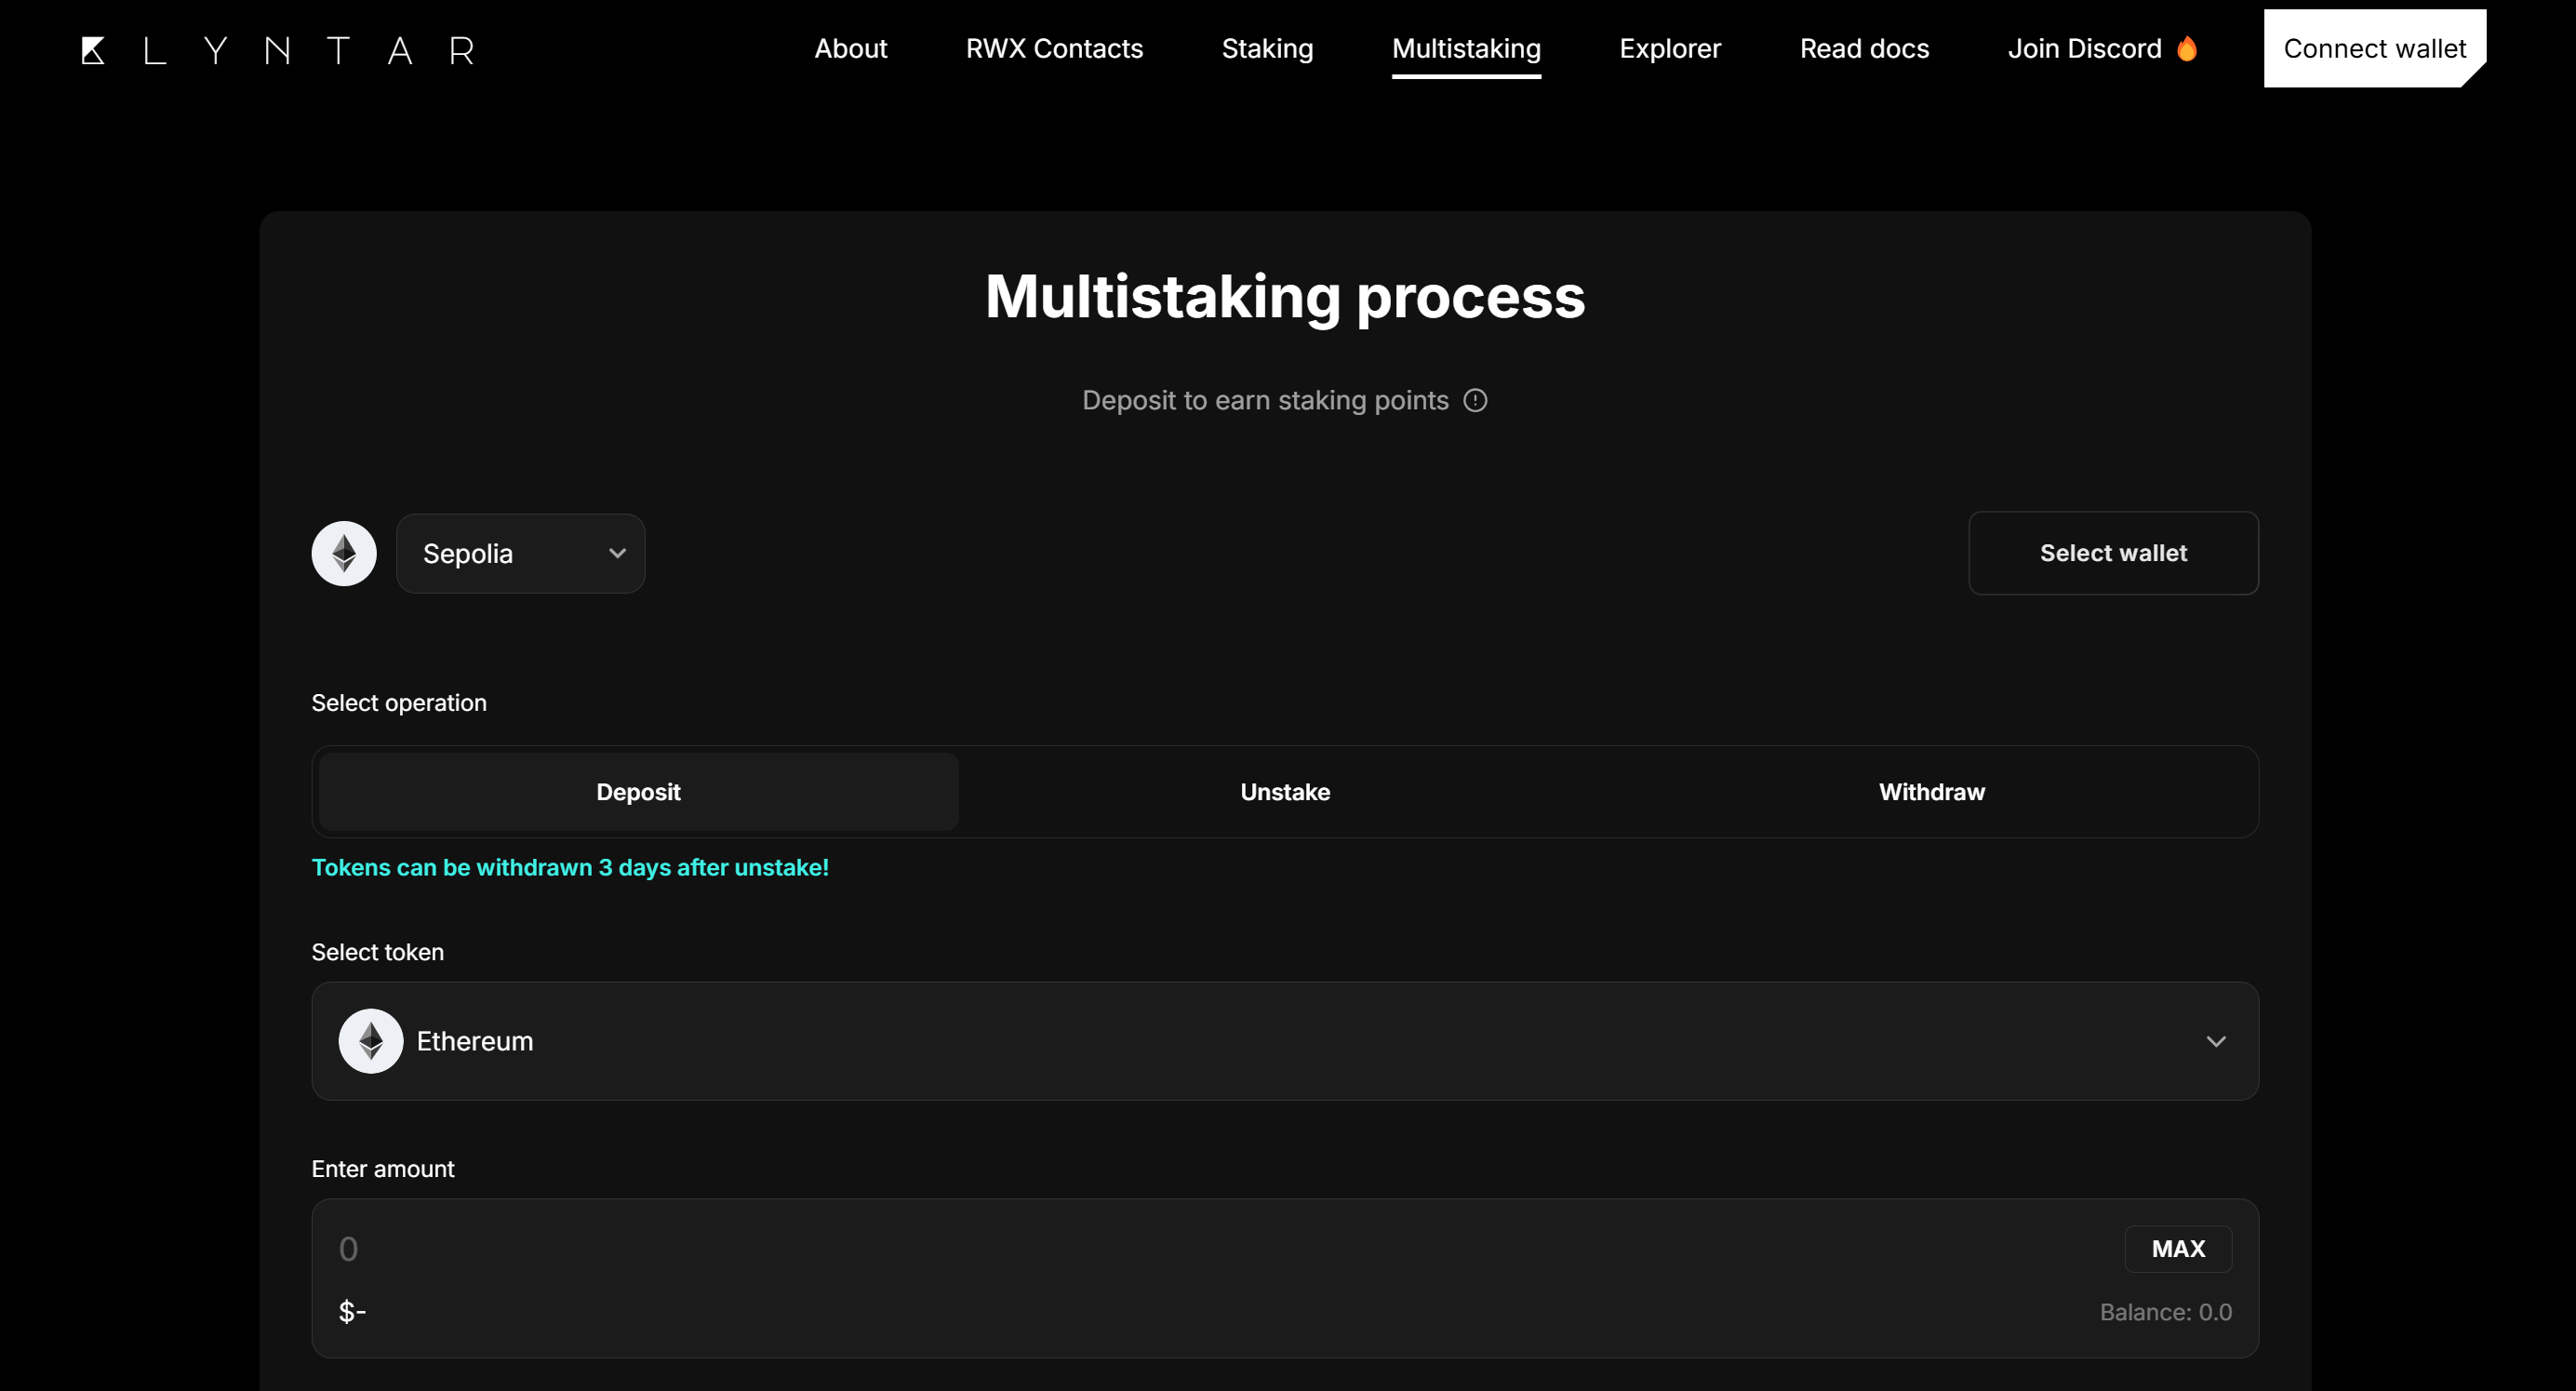 KLYNTAR
About
RWX Contacts
Staking
Multistaking
Explorer
Read docs
Join Discord 🔥
Connect wallet
Multistaking process
Deposit to earn staking points
Sepolia
Select wallet
Select operation
Deposit
Unstake
Withdraw
Tokens can be withdrawn 3 days after unstake!
Select token
Ethereum
Enter amount
0
MAX
$-
Balance: 0.0